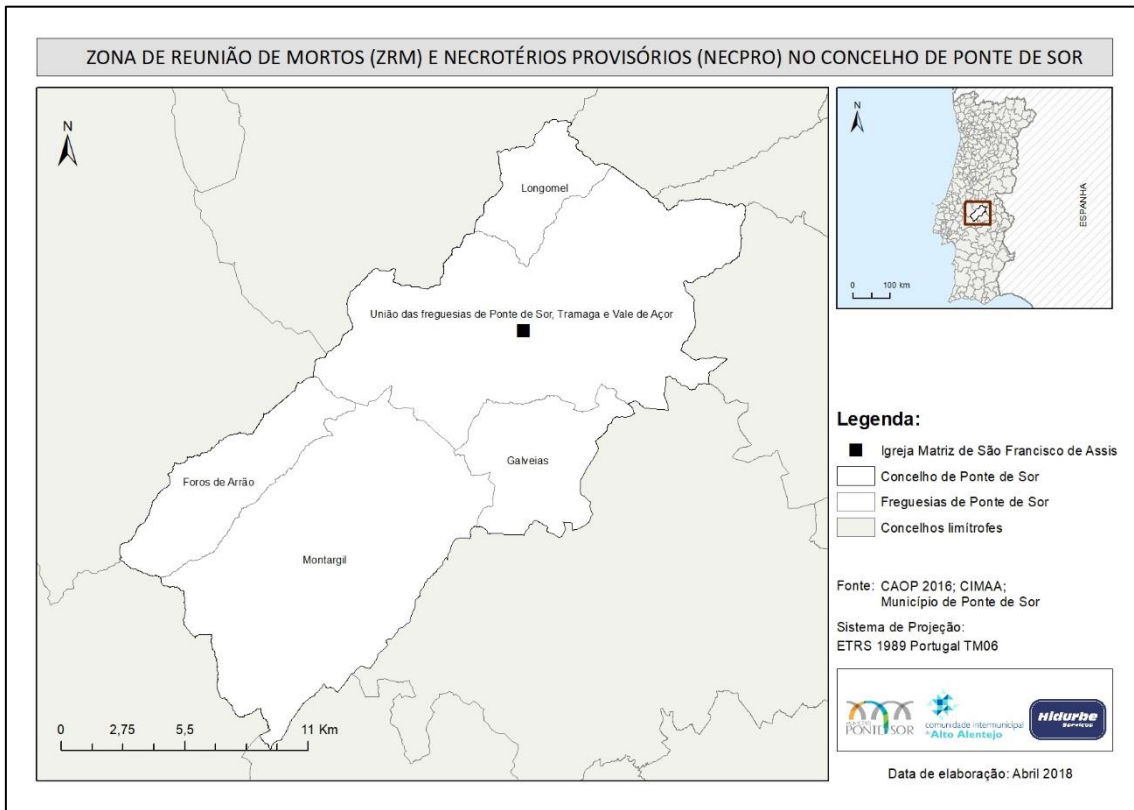 ZONA DE REUNIÃO DE MORTOS (ZRM) E NECROTÉRIOS PROVISÓRIOS (NECPRO) NO CONCELHO DE PONTE DE SOR
N
Longomel
União das freguesias de Ponte de Sor, Tramaga e Vale de Açor
Galveias
Foros de Arrão
Montargil
0 2,75 5,5 11 Km
N
ESPANHA
0 100 km
Legenda:
Igreja Matriz de São Francisco de Assis
Concelho de Ponte de Sor
Freguesias de Ponte de Sor
Concelhos limítrofes
Fonte: CAOP 2016; CIMAA;
Município de Ponte de Sor
Sistema de Projeção:
ETRS 1989 Portugal TM06
PONTE SOR
comunidade intermunicipal
do Alto Alentejo
Hidurbe
Serviços
Data de elaboração: Abril 2018